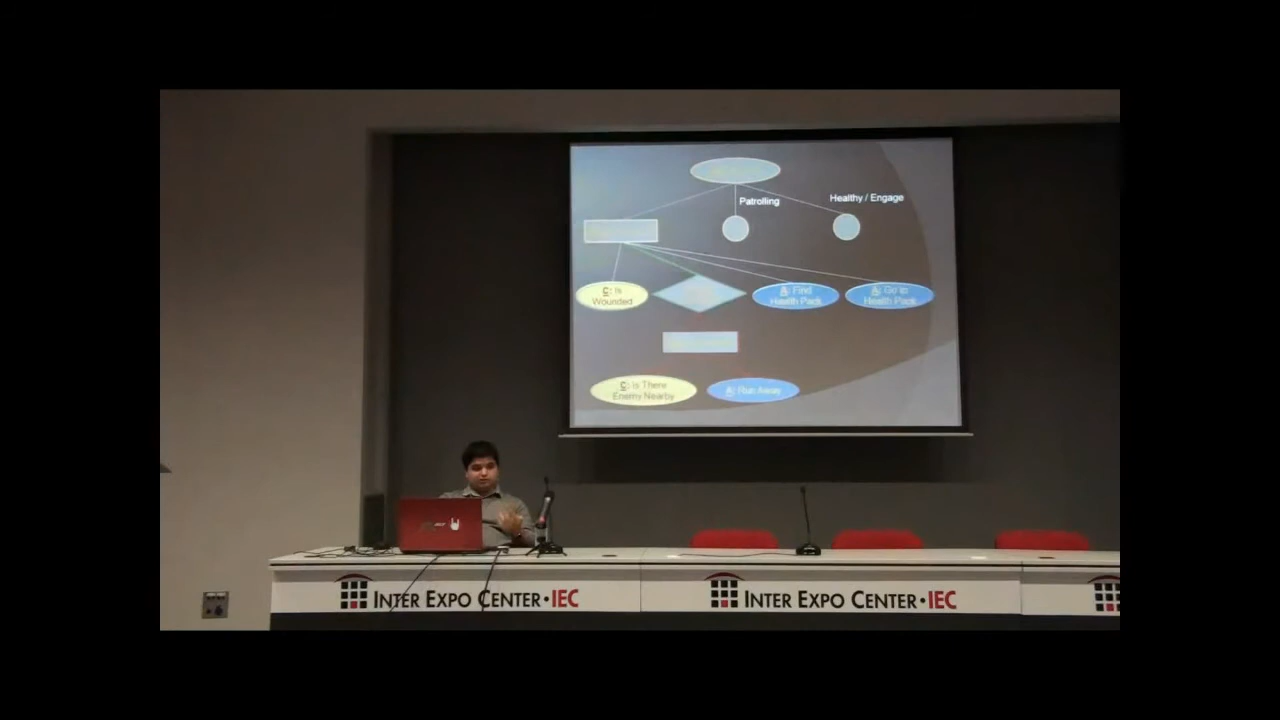 Patrolling
Healthy / Engage
C: Is
Wounded
A: Find
Health Pack
A: Go to
Health Pack
C: Is There
Enemy Nearby
A: Run Away
INTER EXPO CENTER•IEC
INTER EXPO CENTER•IEC